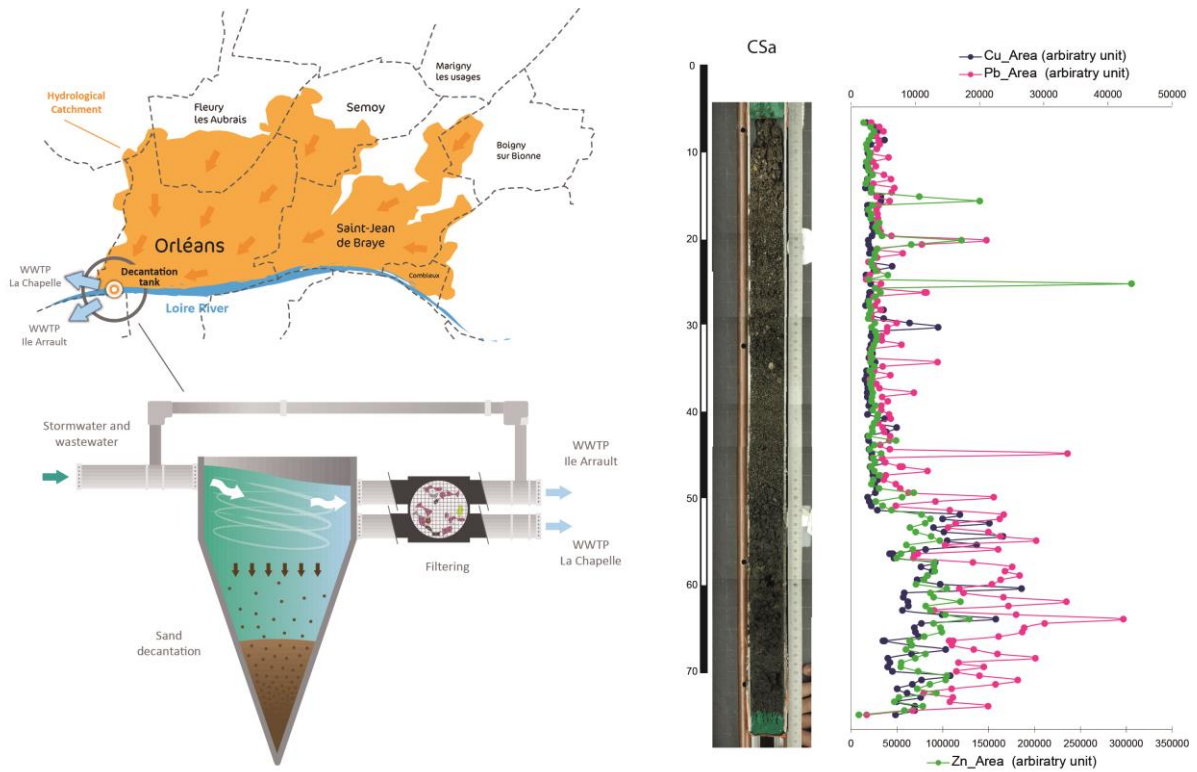 Hydrological
Catchment
Fleury
les Aubrais
Marigny
les usages
Semoy
Boigny
sur Bionne
Orléans
Saint-Jean
de Braye
Combleux
WWTP
La Chapelle
Decantation
tank
Loire River
WWTP
Ile Arrault
Stormwater and
wastewater
WWTP
Ile Arrault
WWTP
La Chapelle
Filtering
Sand
decantation
CSa
0
10
20
30
40
50
60
70
Cu_Area (arbiratry unit)
Pb_Area (arbiratry unit)
0 10000 20000 30000 40000 50000
0 50000 100000 150000 200000 250000 300000 350000
Zn_Area (arbiratry unit)